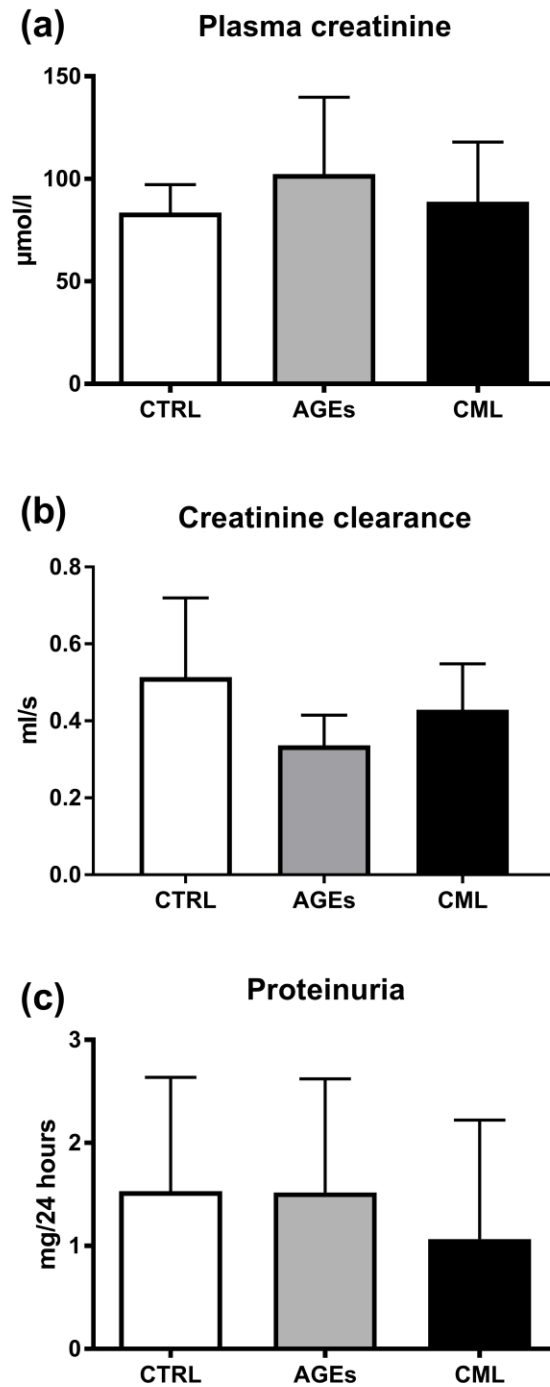 (a) Plasma creatinine
150
100
50
0
µmol/l
CTRL AGEs CML
(b) Creatinine clearance
0.8
0.6
0.4
0.2
0.0
ml/s
CTRL AGEs CML
(c) Proteinuria
3
2
1
0
mg/24 hours
CTRL AGEs CML